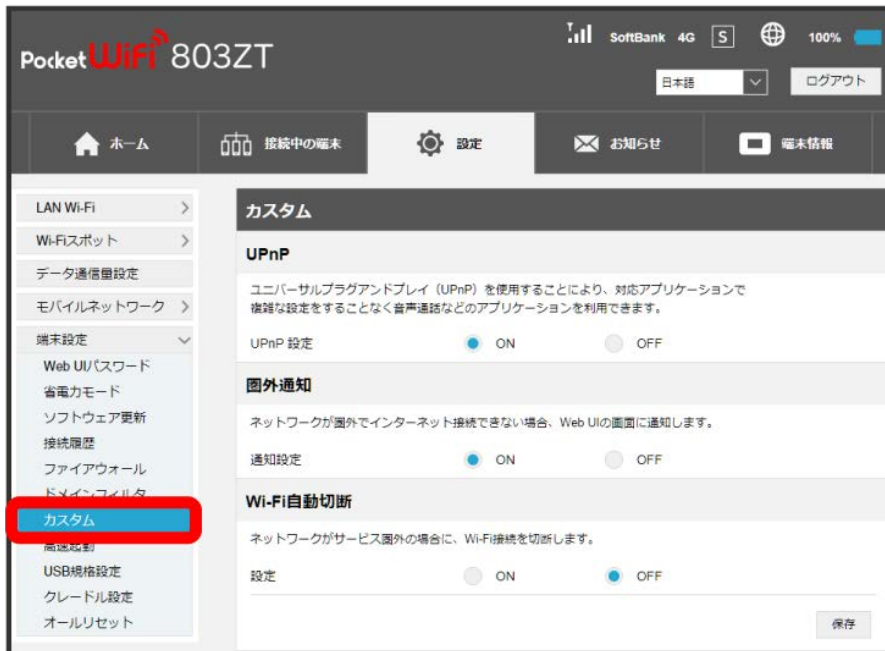 Pocket WiFi 803ZT
SoftBank 4G S 100%
日本語
ログアウト
ホーム
接続中の端末
設定
お知らせ
端末情報
LAN Wi-Fi
Wi-Fiスポット
データ通信量設定
モバイルネットワーク
端末設定
Web UIパスワード
省電力モード
ソフトウェア更新
接続履歴
ファイアウォール
ドメインフィルタ
カスタム
高速起動
USB規格設定
クレードル設定
オールリセット
カスタム
UPnP
ユニバーサルプラグアンドプレイ（UPnP）を使用することにより、対応アプリケーションで
複雑な設定をすることなく音声通話などのアプリケーションを利用できます。
UPnP 設定 ON OFF
圏外通知
ネットワークが圏外でインターネット接続できない場合、Web UIの画面に通知します。
通知設定 ON OFF
Wi-Fi自動切断
ネットワークがサービス圏外の場合に、Wi-Fi接続を切断します。
設定 ON OFF
保存